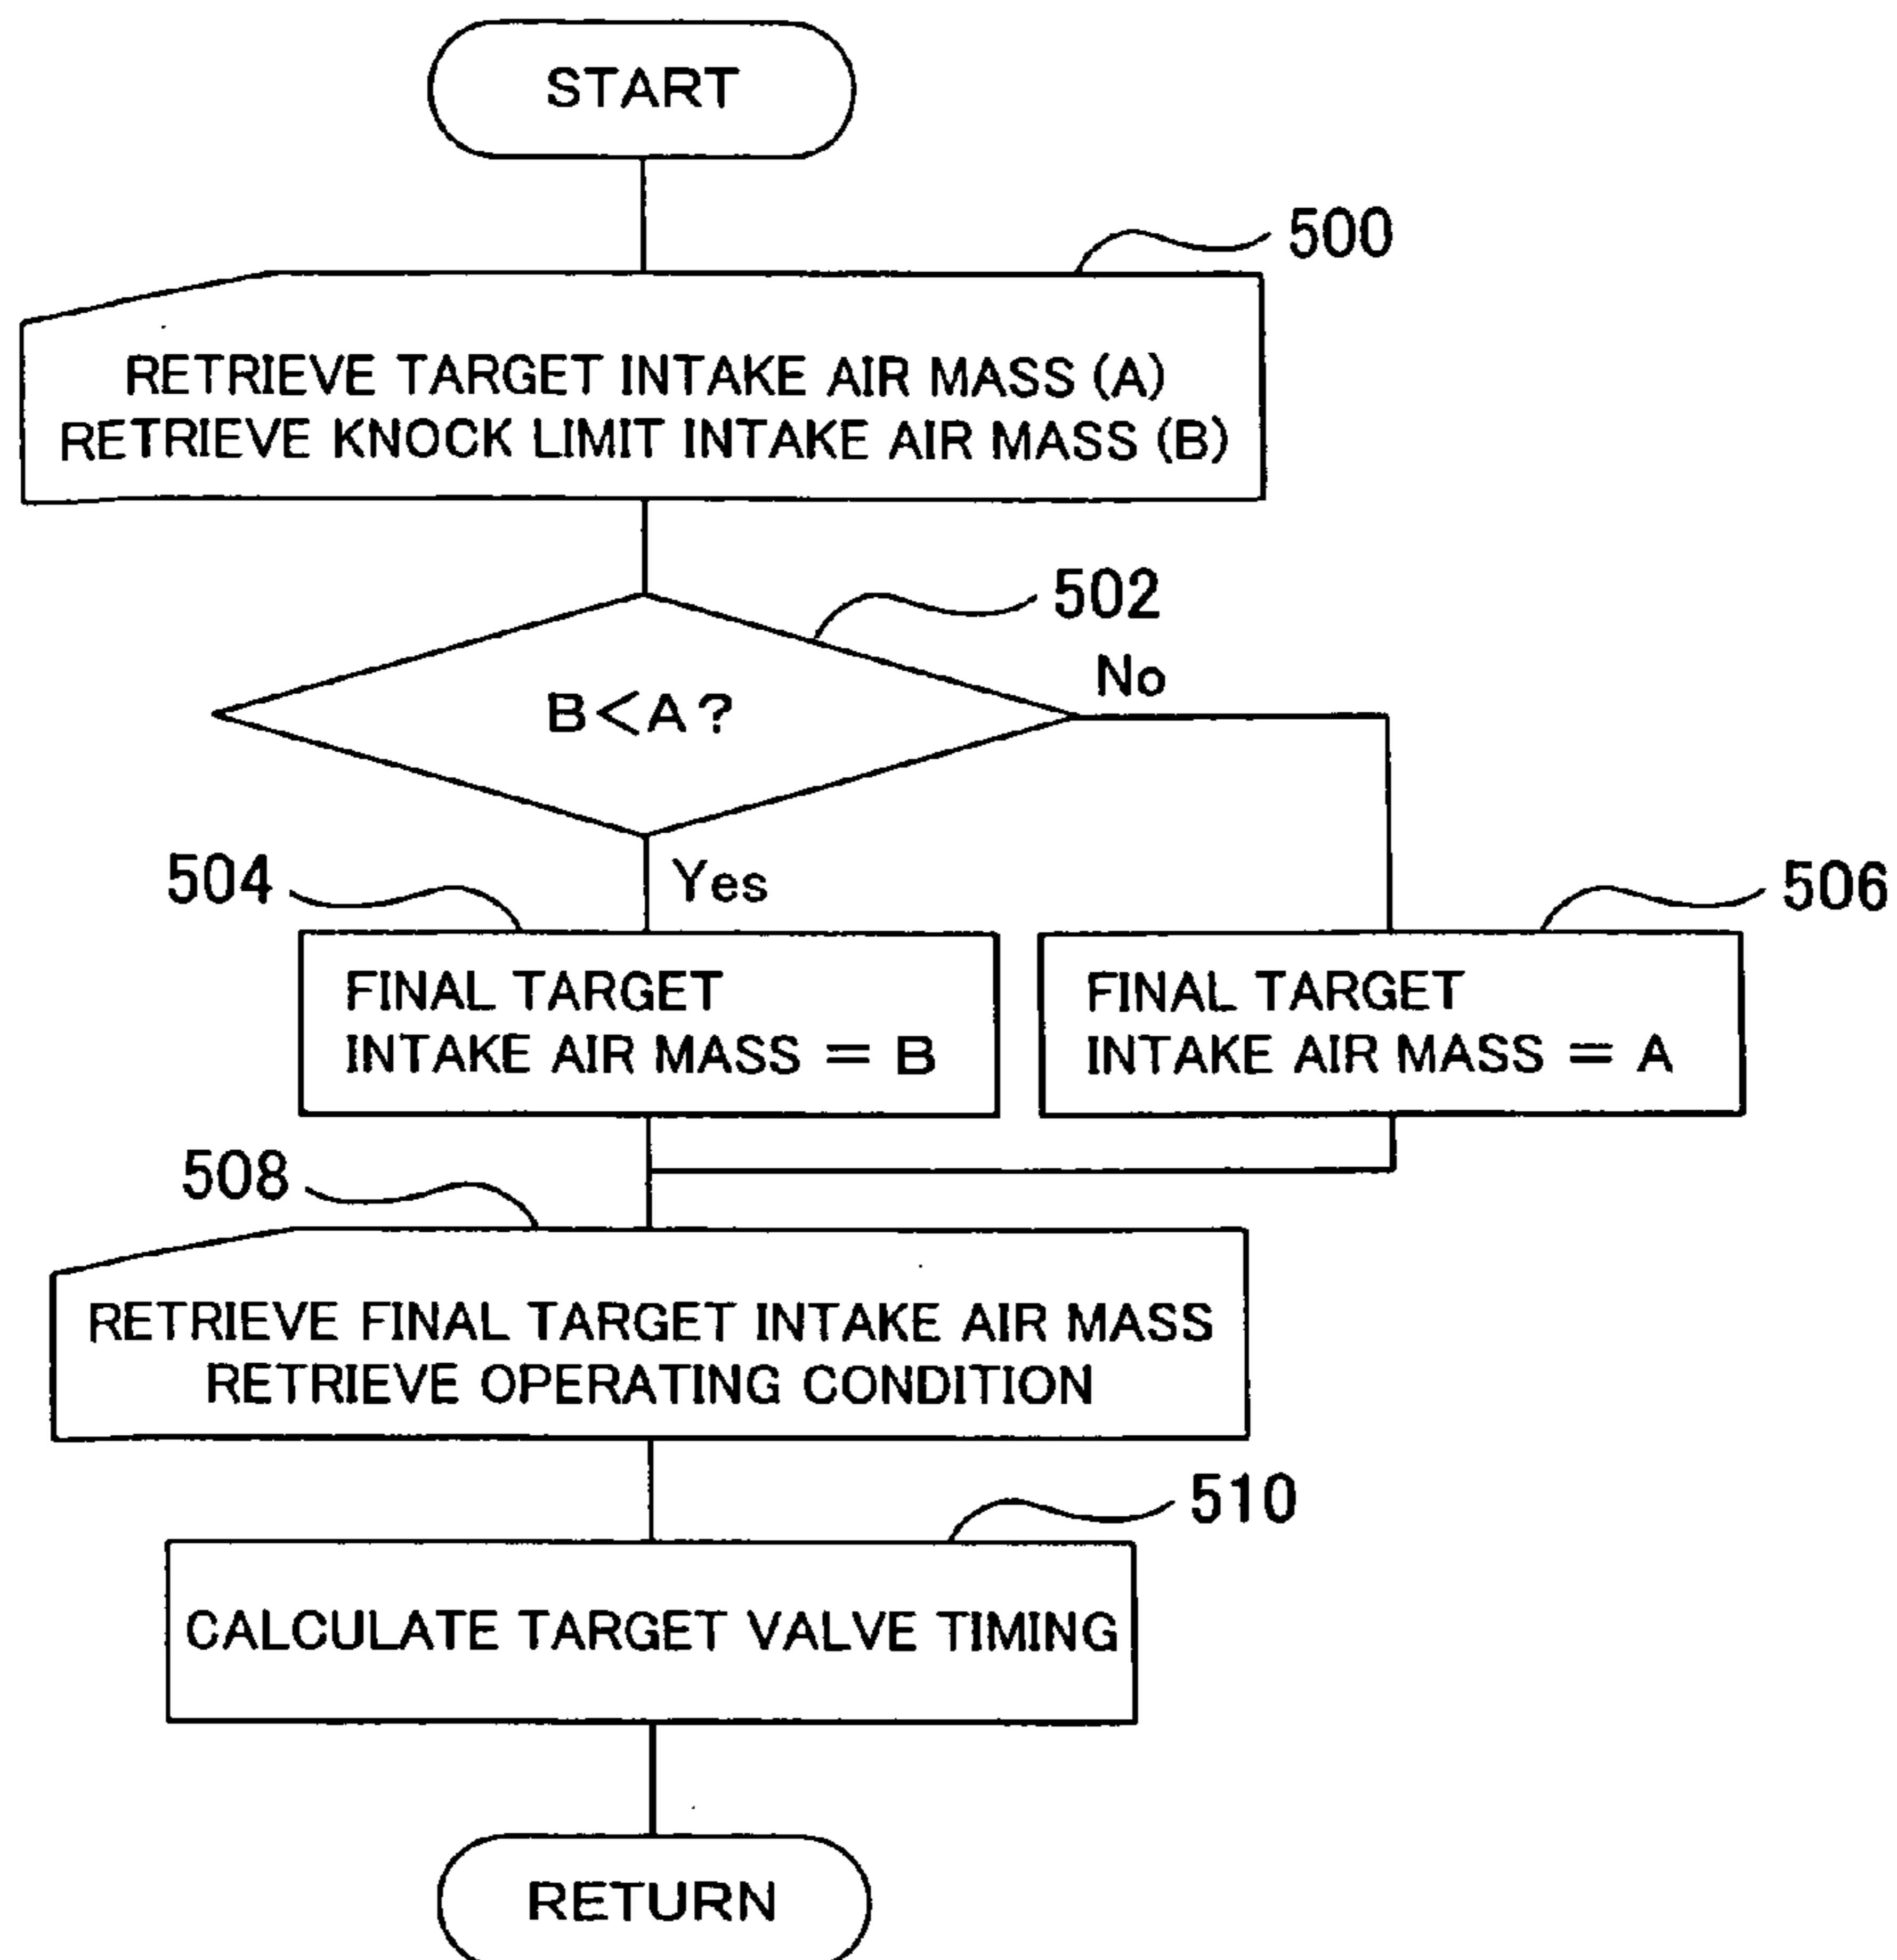 START
500
RETRIEVE TARGET INTAKE AIR MASS (A)
RETRIEVE KNOCK LIMIT INTAKE AIR MASS (B)
502
B<A?
No
Yes
504
506
FINAL TARGET
INTAKE AIR MASS = B
FINAL TARGET
INTAKE AIR MASS = A
508
RETRIEVE FINAL TARGET INTAKE AIR MASS
RETRIEVE OPERATING CONDITION
510
CALCULATE TARGET VALVE TIMING
RETURN